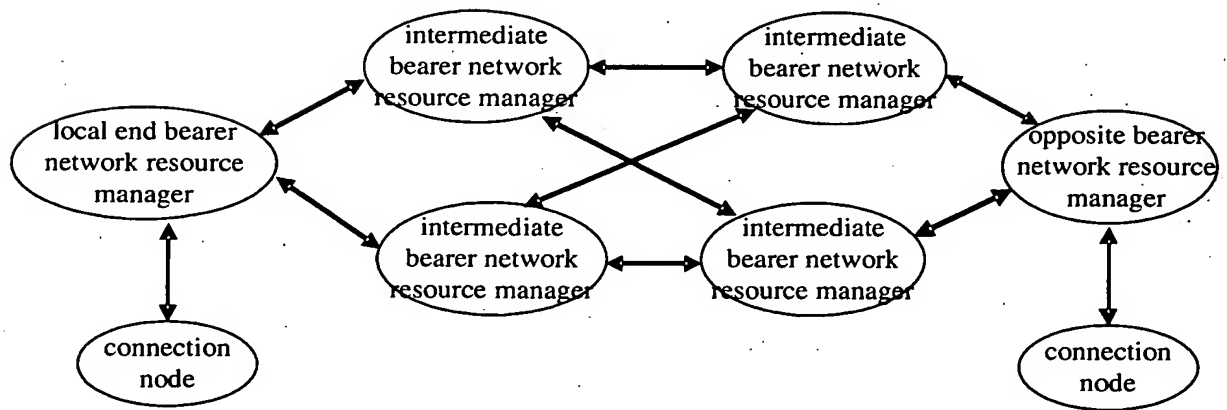 intermediate
bearer network
resource manager
intermediate
bearer network
resource manager
local end bearer
network resource
manager
opposite bearer
network resource
manager
intermediate
bearer network
resource manager
intermediate
bearer network
resource manager
connection
node
connection
node